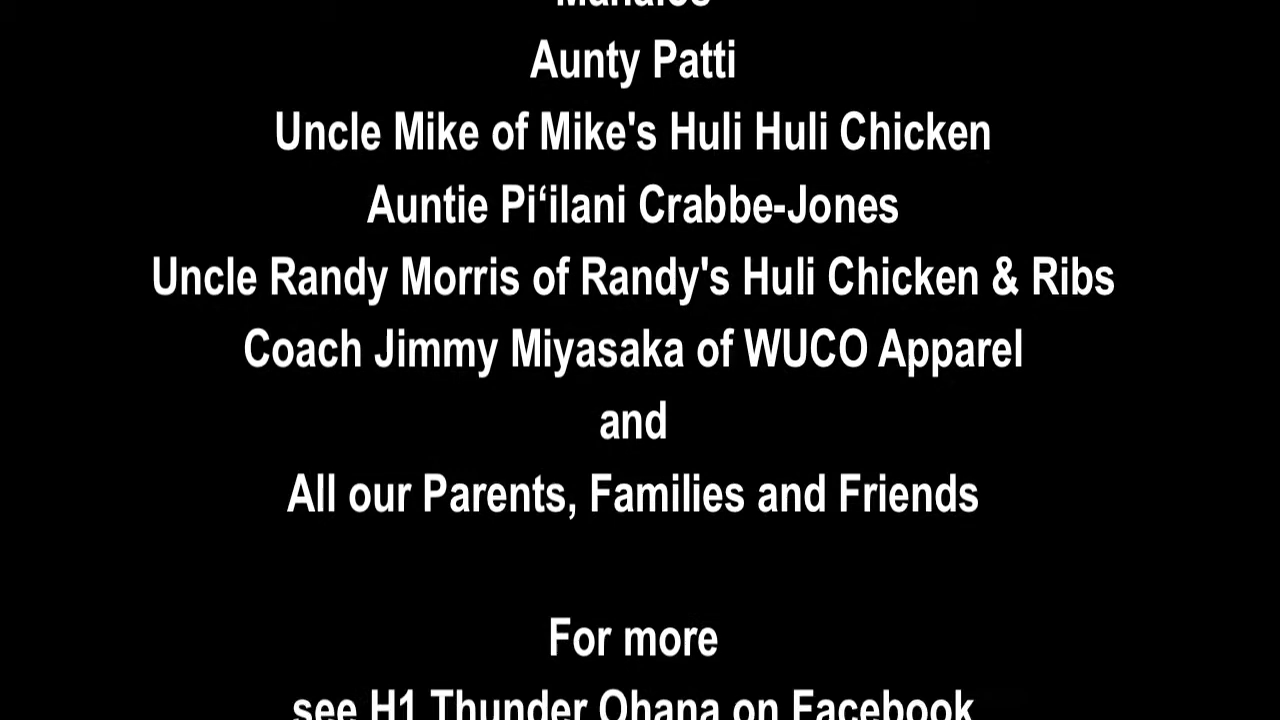 Mahalos
Aunty Patti
Uncle Mike of Mike's Huli Huli Chicken
Auntie Pi‘ilani Crabbe-Jones
Uncle Randy Morris of Randy's Huli Chicken & Ribs
Coach Jimmy Miyasaka of WUCO Apparel
and
All our Parents, Families and Friends
For more
see H1 Thunder Ohana on Facebook